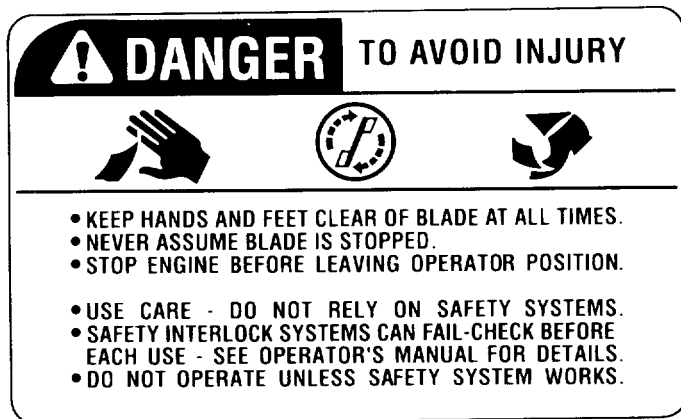 DANGER TO AVOID INJURY
• KEEP HANDS AND FEET CLEAR OF BLADE AT ALL TIMES.
• NEVER ASSUME BLADE IS STOPPED.
• STOP ENGINE BEFORE LEAVING OPERATOR POSITION.
• USE CARE - DO NOT RELY ON SAFETY SYSTEMS.
• SAFETY INTERLOCK SYSTEMS CAN FAIL-CHECK BEFORE
EACH USE - SEE OPERATOR'S MANUAL FOR DETAILS.
• DO NOT OPERATE UNLESS SAFETY SYSTEM WORKS.